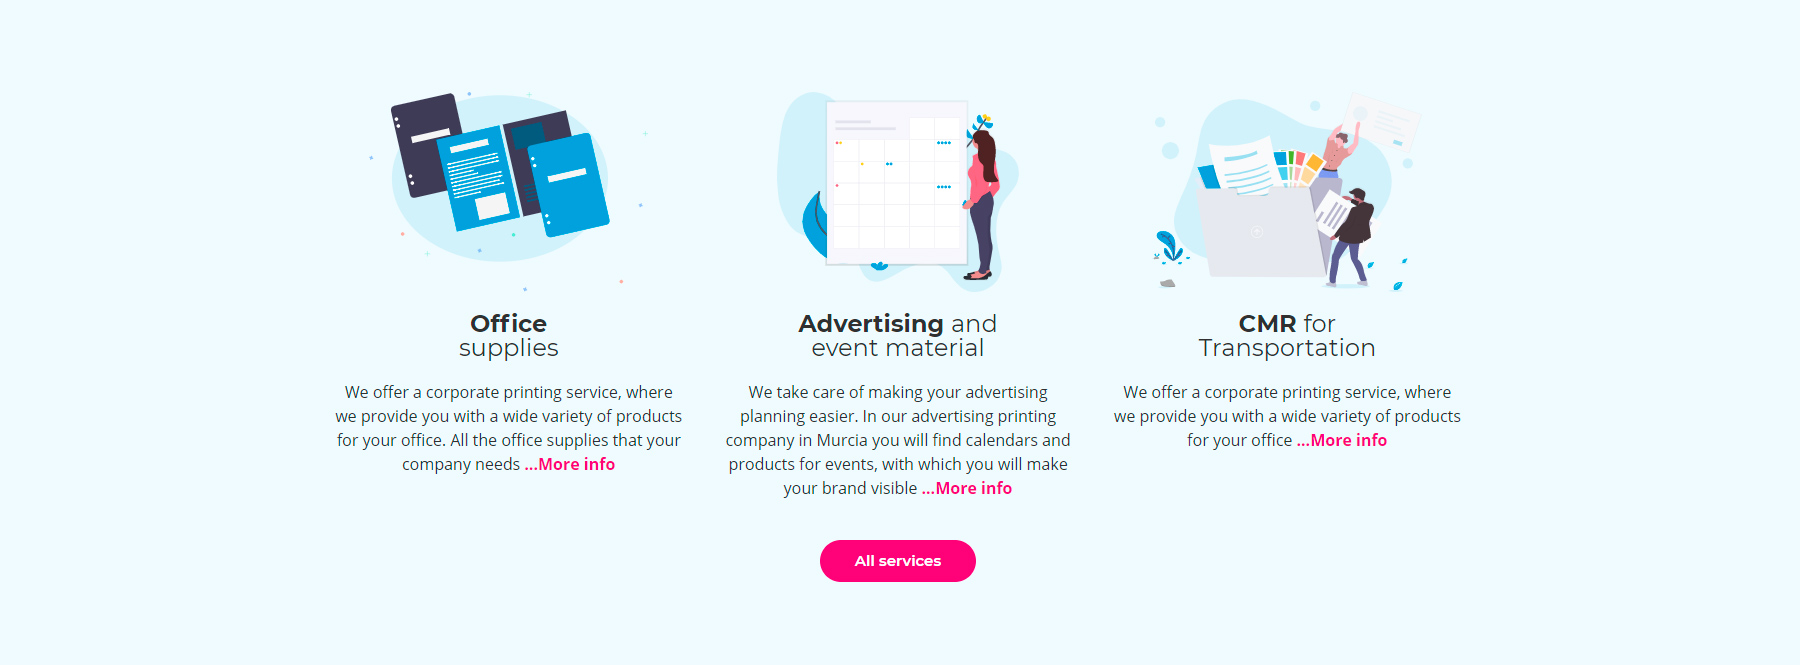 Office
supplies
We offer a corporate printing service, where
we provide you with a wide variety of products
for your office. All the office supplies that your
company needs ...More info
Advertising and
event material
We take care of making your advertising
planning easier. In our advertising printing
company in Murcia you will find calendars and
products for events, with which you will make
your brand visible ...More info
CMR for
Transportation
We offer a corporate printing service, where
we provide you with a wide variety of products
for your office ...More info
All services